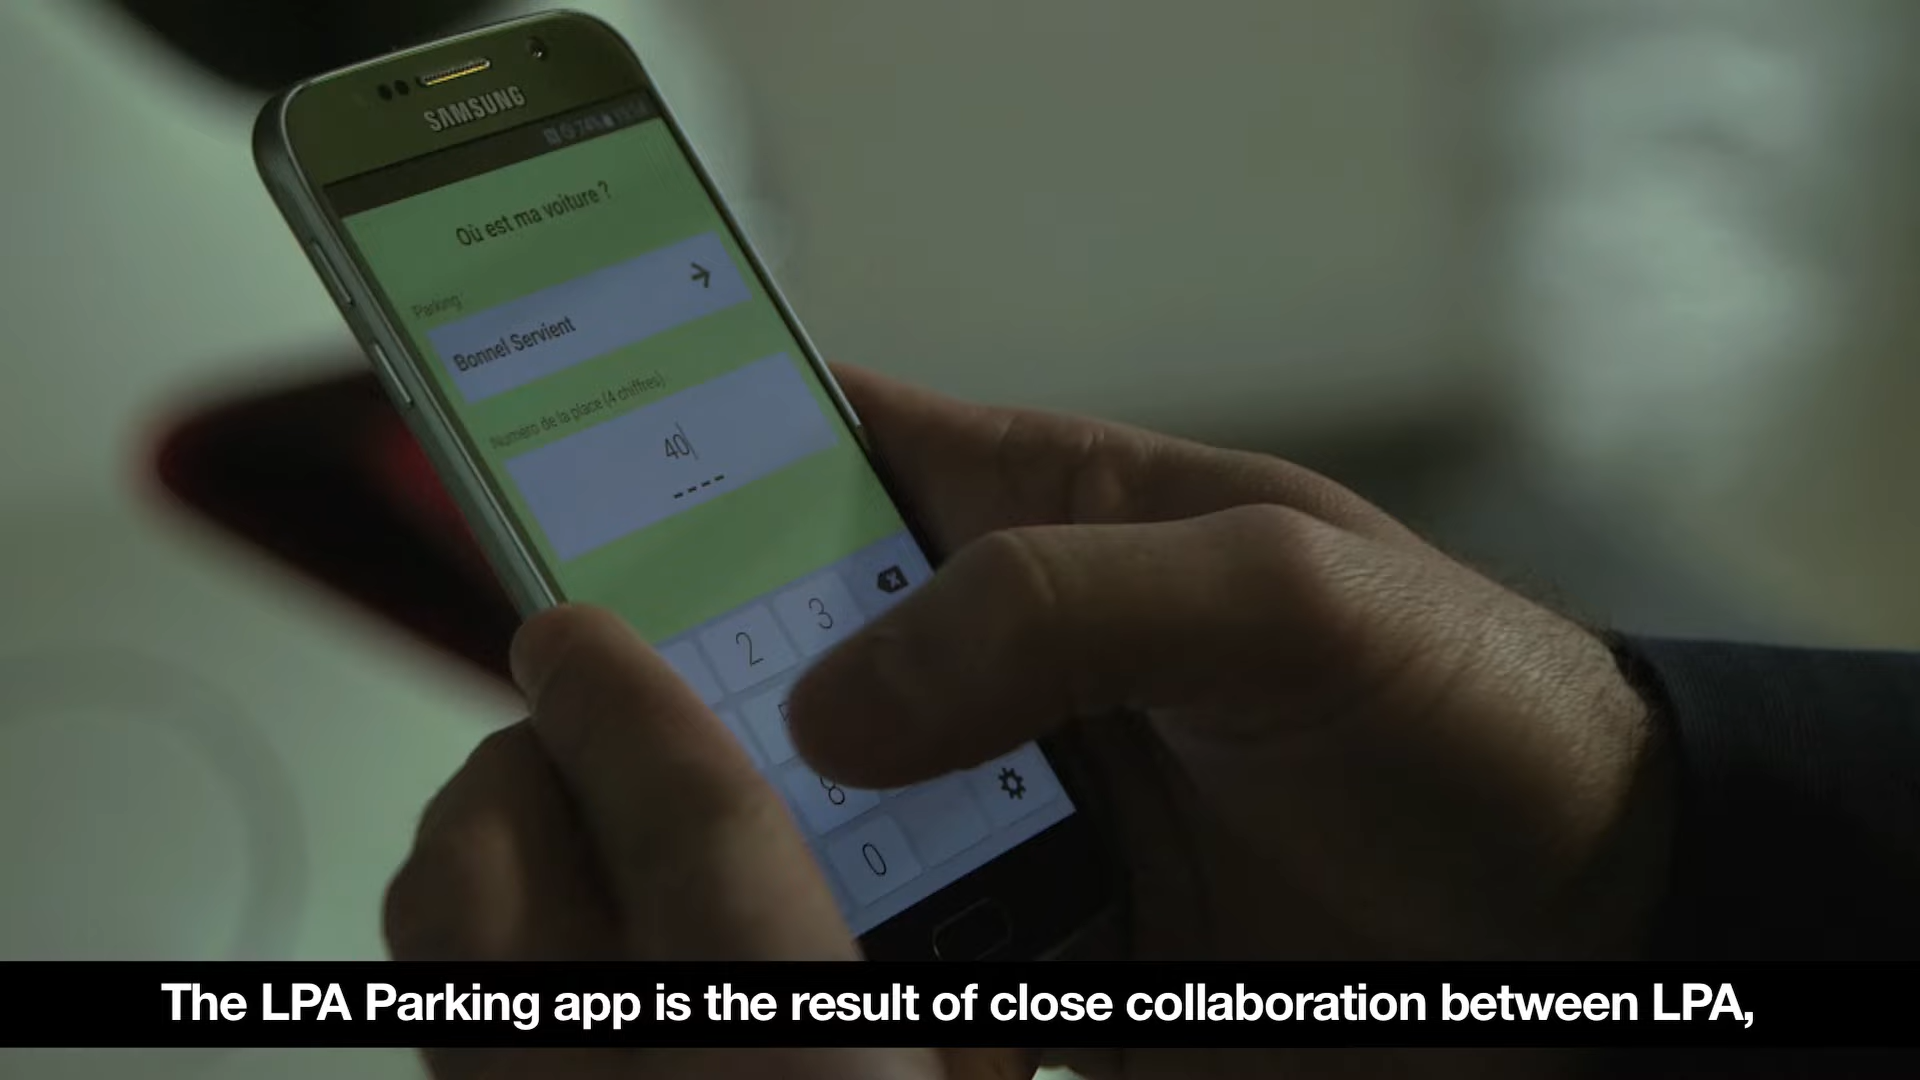 SAMSUNG
74%
Où est ma voiture ?
Parking
Bonnel Servient
Numéro de la place (4 chiffres)
40
2
3
8
0
The LPA Parking app is the result of close collaboration between LPA,